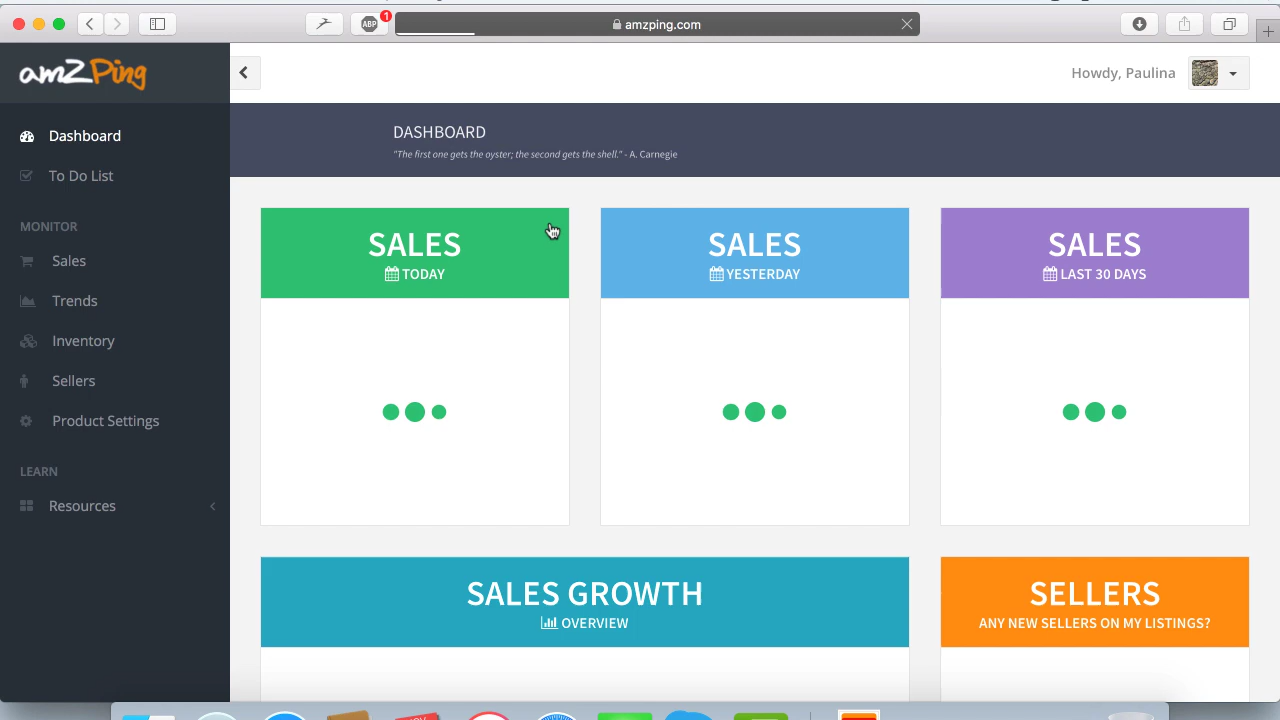 ABP
1
amzping.com
amzPing
Howdy, Paulina
Dashboard
To Do List
MONITOR
Sales
Trends
Inventory
Sellers
Product Settings
LEARN
Resources
DASHBOARD
"The first one gets the oyster; the second gets the shell." - A. Carnegie
SALES
TODAY
SALES
YESTERDAY
SALES
LAST 30 DAYS
SALES GROWTH
OVERVIEW
SELLERS
ANY NEW SELLERS ON MY LISTINGS?